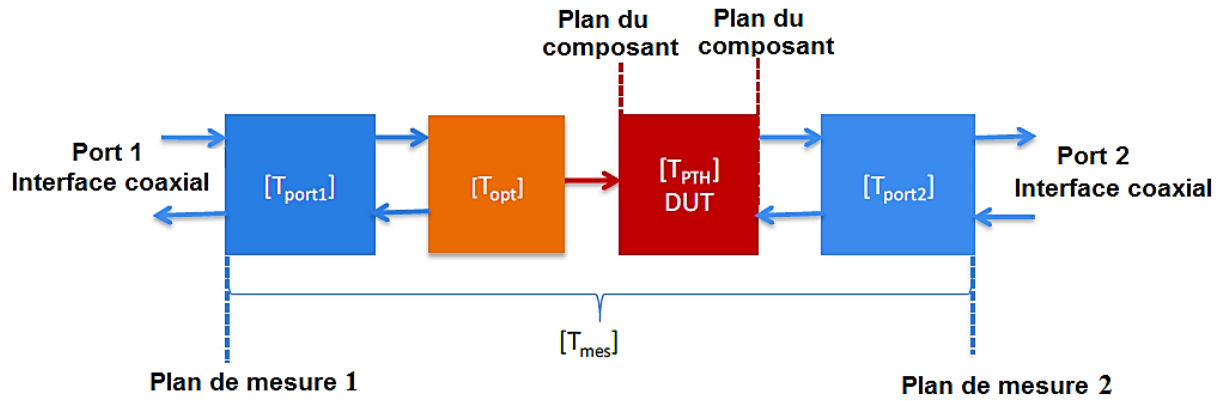 Plan du
composant
Plan du
composant
Port 1
Interface coaxial
[Tport1]
[Topt]
[TPTH]
DUT
[Tport2]
Port 2
Interface coaxial
[Tmes]
Plan de mesure 1
Plan de mesure 2